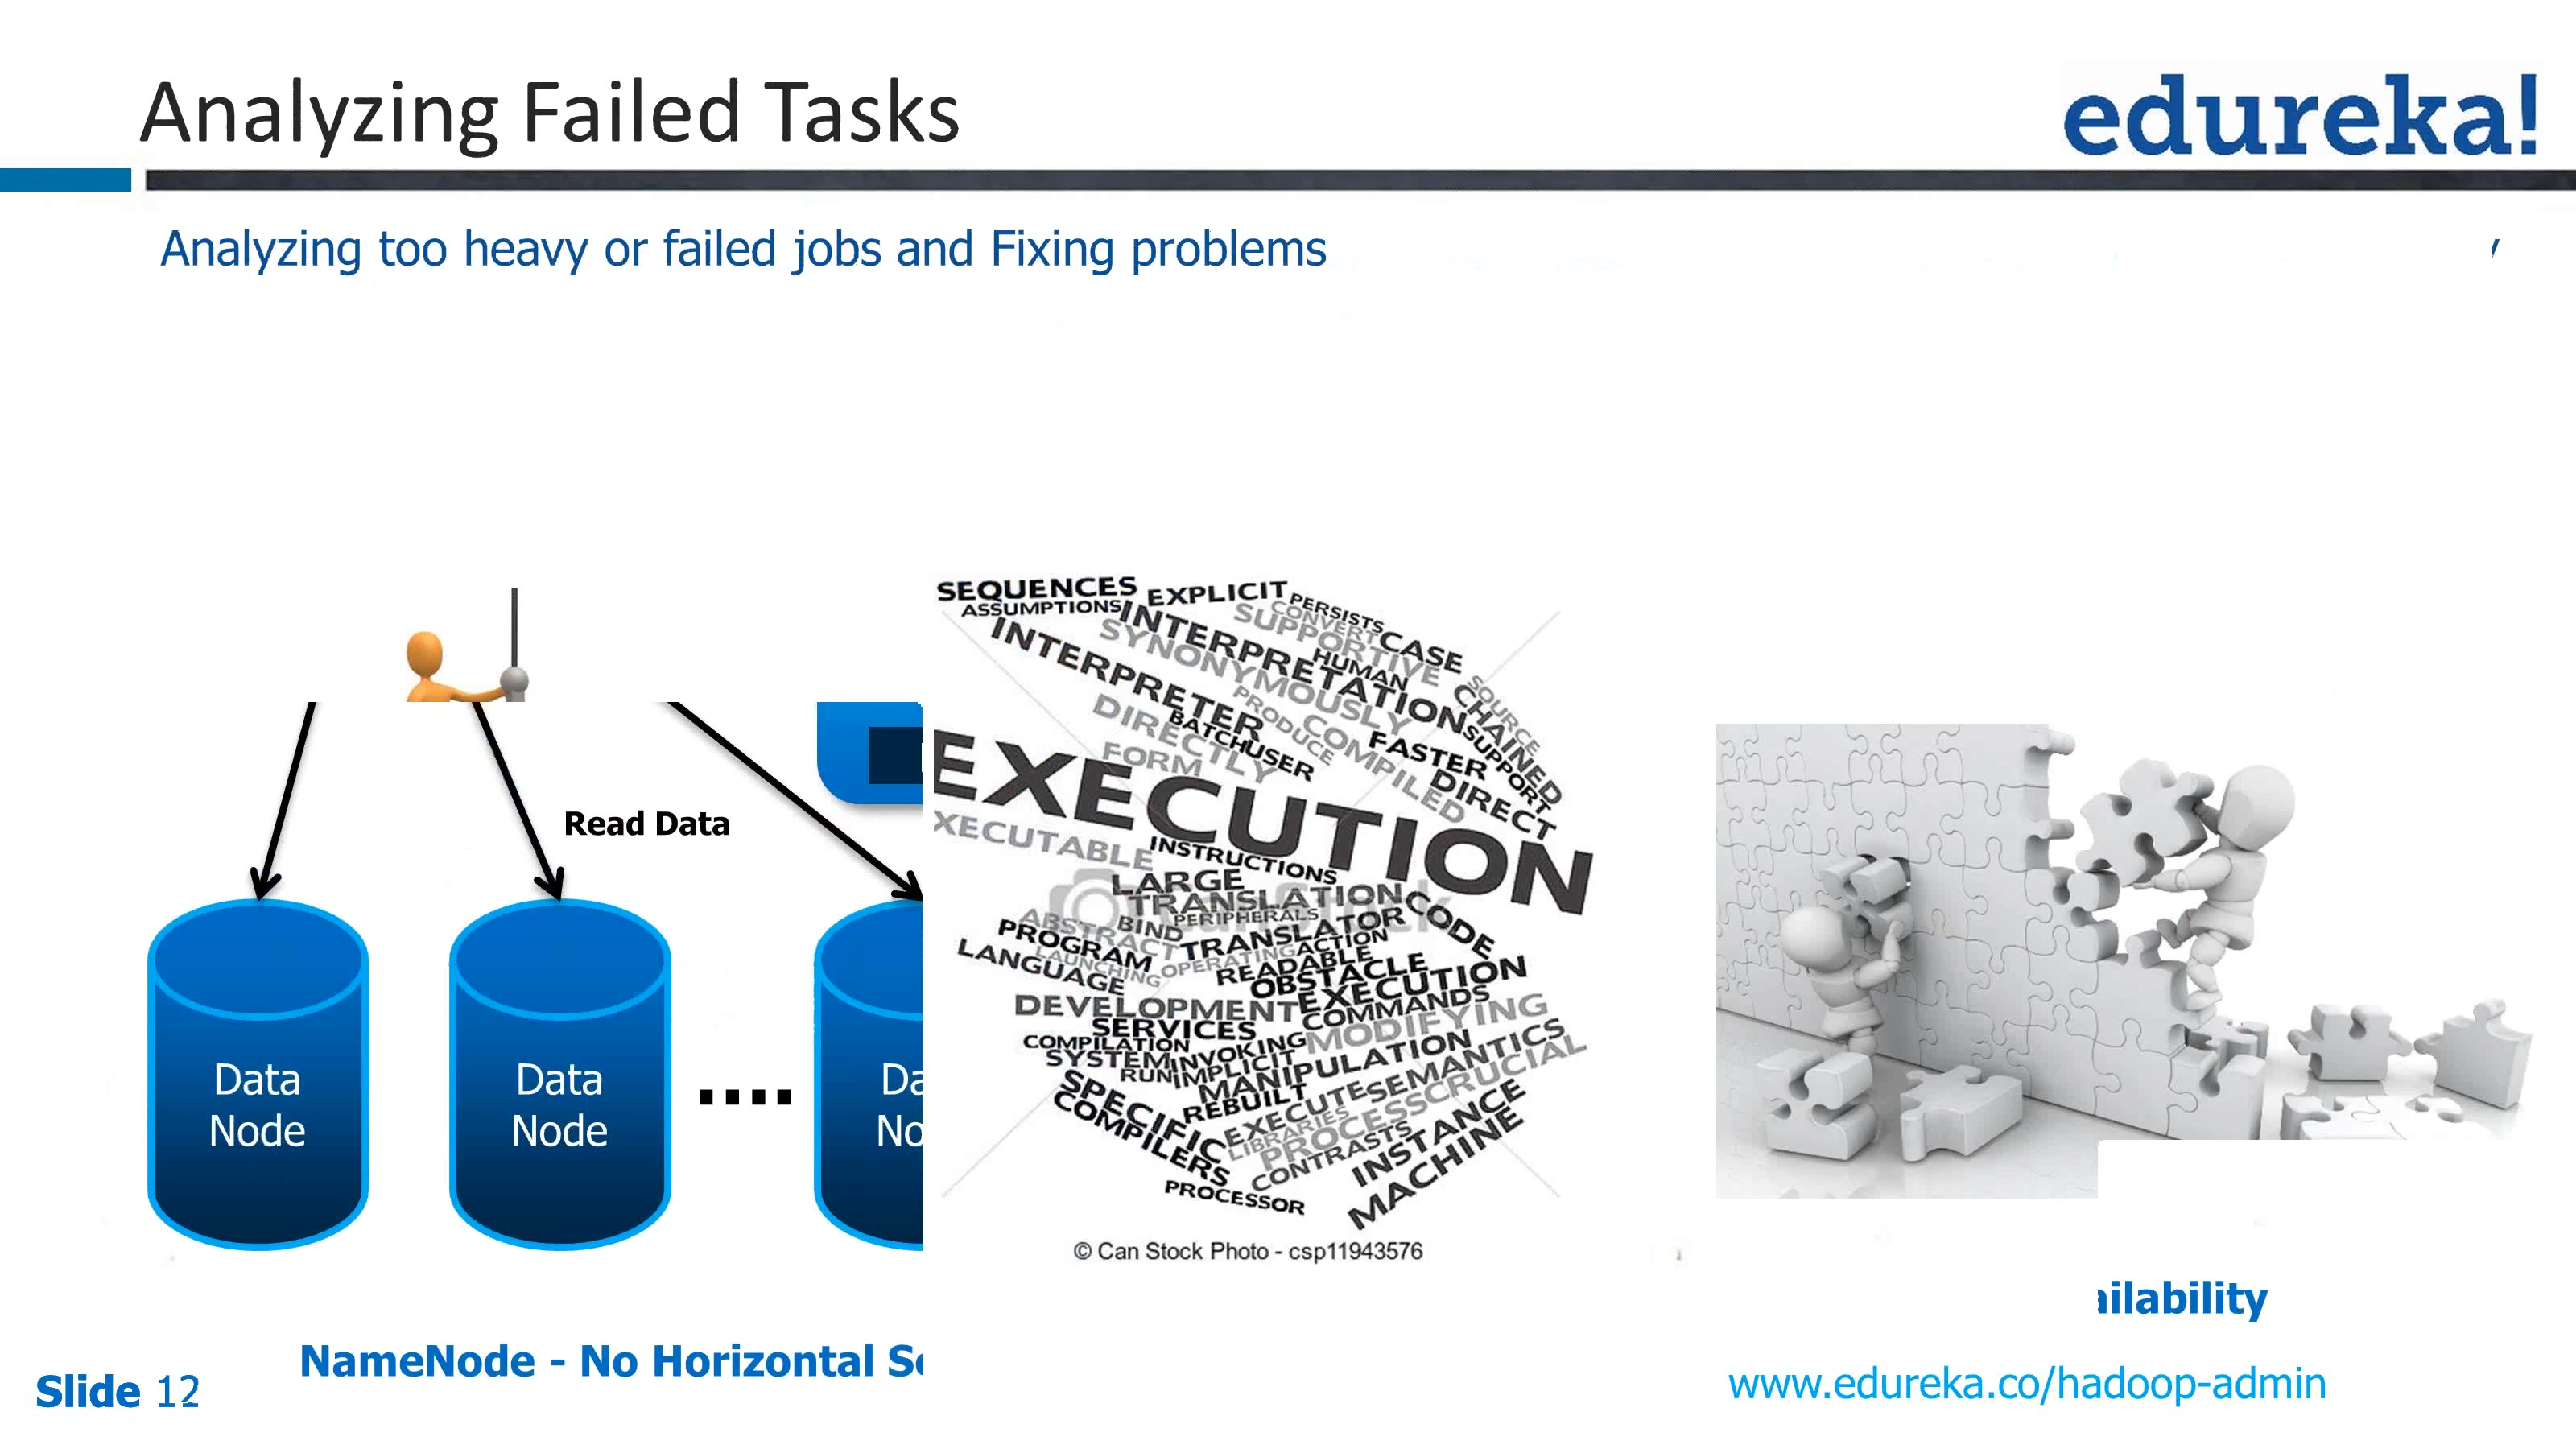 Analyzing Failed Tasks
edureka!
Analyzing too heavy or failed jobs and Fixing problems
SEQUENCES
EXPLICIT
PERSISTS
ASSUMPTIONS
CONVERT
SUPPORTIVE
CASE
INTERPRETATION
HUMAN
SYNONYMOUSLY
INTERPRETER
SOURCE
CHAINED
SUPPORT
PRODUCE
COMPILED
DIRECTLY
BATCH
USER
FASTER
DIRECT
FORM
EXECUTION
XECUTABLE
INSTRUCTIONS
LARGE
TRANSLATION
CODE
PERIPHERALS
ABSTRACT
BIND
TRANSLATOR
PROGRAM
ACTION
LAUNCHING
OPERATING
READABLE
LANGUAGE
OBSTACLE
EXECUTION
DEVELOPMENT
COMMANDS
SERVICES
MODIFYING
COMPILATION
INVOKING
SYSTEM
IMPLICIT
RUN
MANIPULATION
SEMANTICS
SPECIFIC
REBUILT
EXECUTE
CRUCIAL
COMPILERS
LIBRARIES
PROCESS
CONTRASTS
INSTANCE
MACHINE
PROCESSOR
Read Data
Data
Node
Data
Node
Da
No
© Can Stock Photo - csp11943576
ailability
NameNode - No Horizontal Sc
Slide 12
www.edureka.co/hadoop-admin